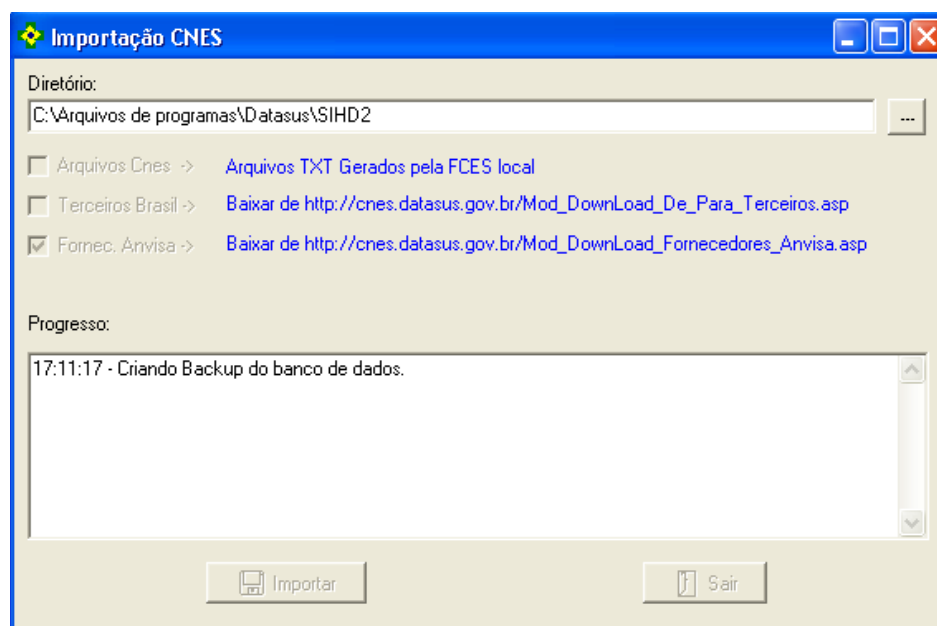 Importação CNES
Diretório:
C:\Arquivos de programas\Datasus\SIHD2
...
Arquivos Cnes -> Arquivos TXT Gerados pela FCES local
Terceiros Brasil -> Baixar de http://cnes.datasus.gov.br/Mod_DownLoad_De_Para_Terceiros.asp
Fornec. Anvisa -> Baixar de http://cnes.datasus.gov.br/Mod_DownLoad_Fornecedores_Anvisa.asp
Progresso:
17:11:17 - Criando Backup do banco de dados.
Importar Sair